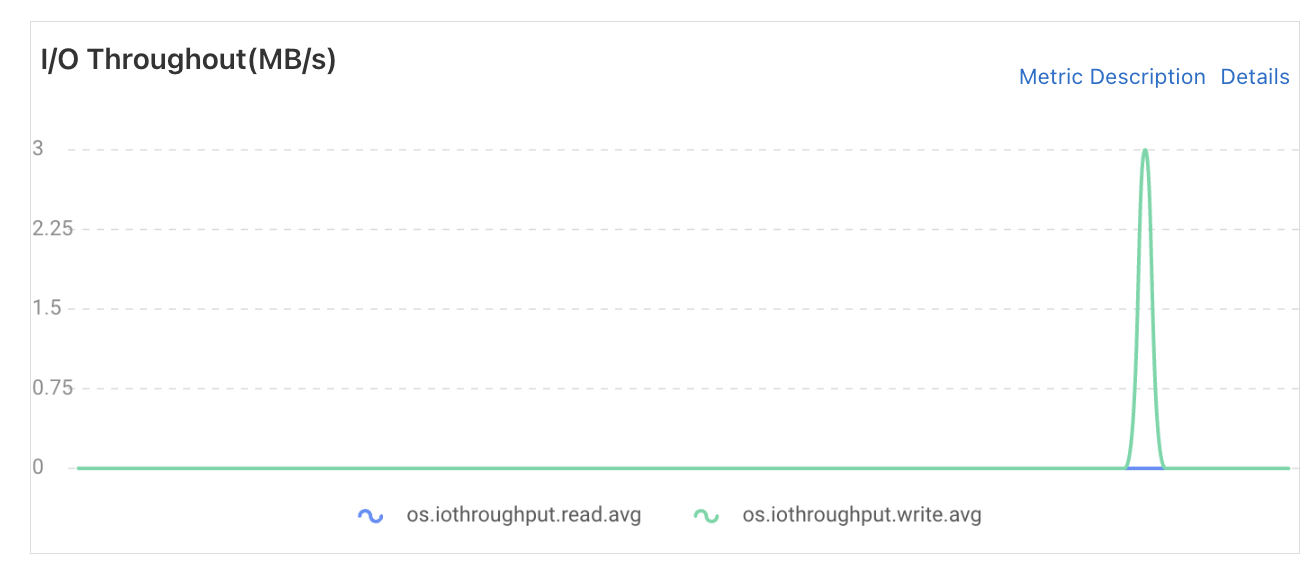 I/O Throughout(MB/s)
Metric Description Details
3
2.25
1.5
0.75
0
os.iothroughput.read.avg os.iothroughput.write.avg